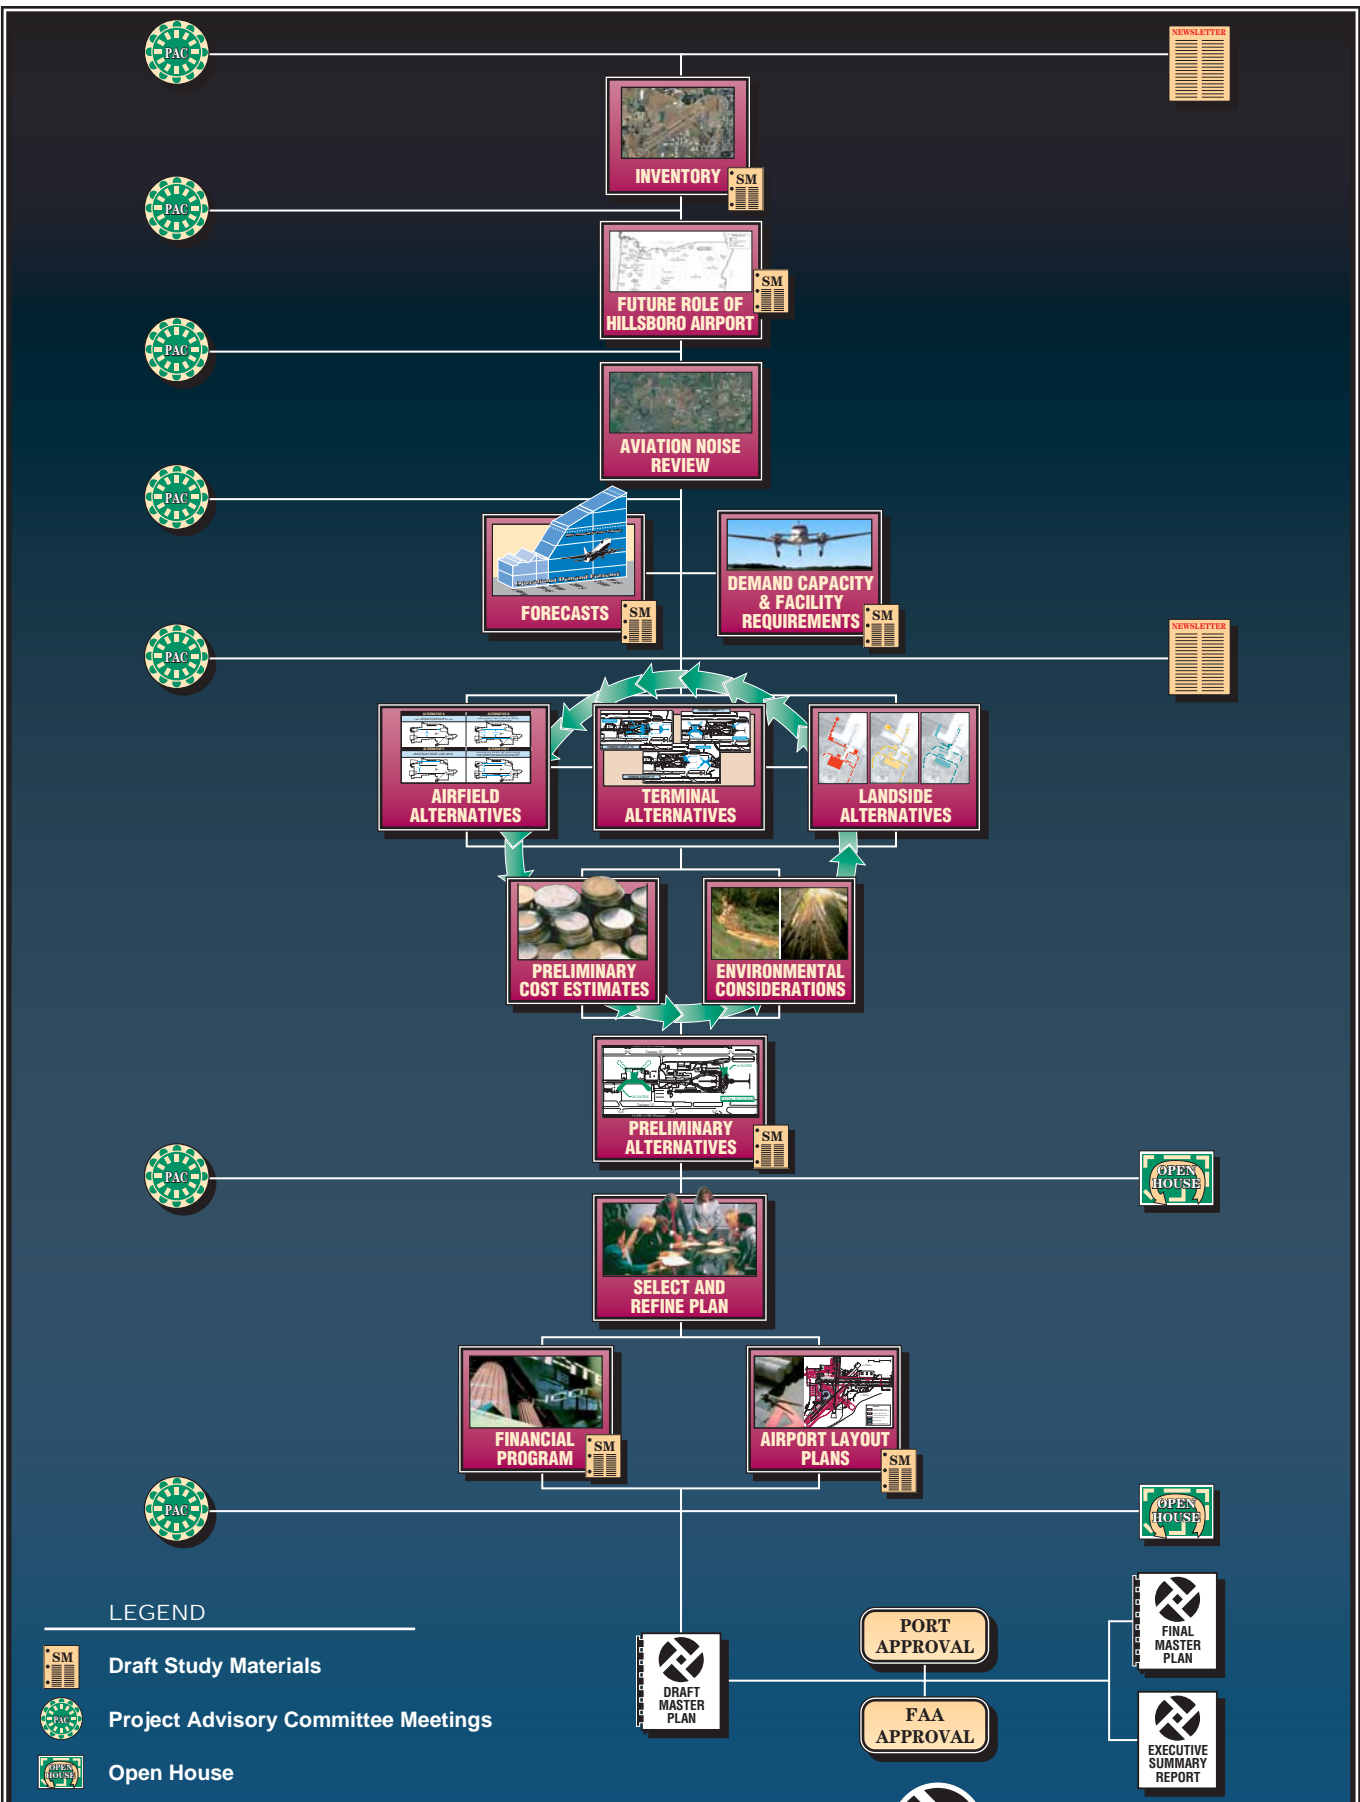 PAC
NEWSLETTER
INVENTORY
SM
PAC
FUTURE ROLE OF
HILLSBORO AIRPORT
SM
PAC
AVIATION NOISE
REVIEW
PAC
Operational Demand Forecast
FORECASTS
SM
DEMAND CAPACITY
& FACILITY
REQUIREMENTS
SM
PAC
NEWSLETTER
AIRFIELD
ALTERNATIVES
TERMINAL
ALTERNATIVES
LANDSIDE
ALTERNATIVES
PRELIMINARY
COST ESTIMATES
ENVIRONMENTAL
CONSIDERATIONS
PRELIMINARY
ALTERNATIVES
SM
PAC
OPEN
HOUSE
SELECT AND
REFINE PLAN
FINANCIAL
PROGRAM
SM
AIRPORT LAYOUT
PLANS
SM
PAC
OPEN
HOUSE
DRAFT
MASTER
PLAN
PORT
APPROVAL
FAA
APPROVAL
FINAL
MASTER
PLAN
EXECUTIVE
SUMMARY
REPORT
LEGEND
SM
Draft Study Materials
PAC
Project Advisory Committee Meetings
OPEN
HOUSE
Open House